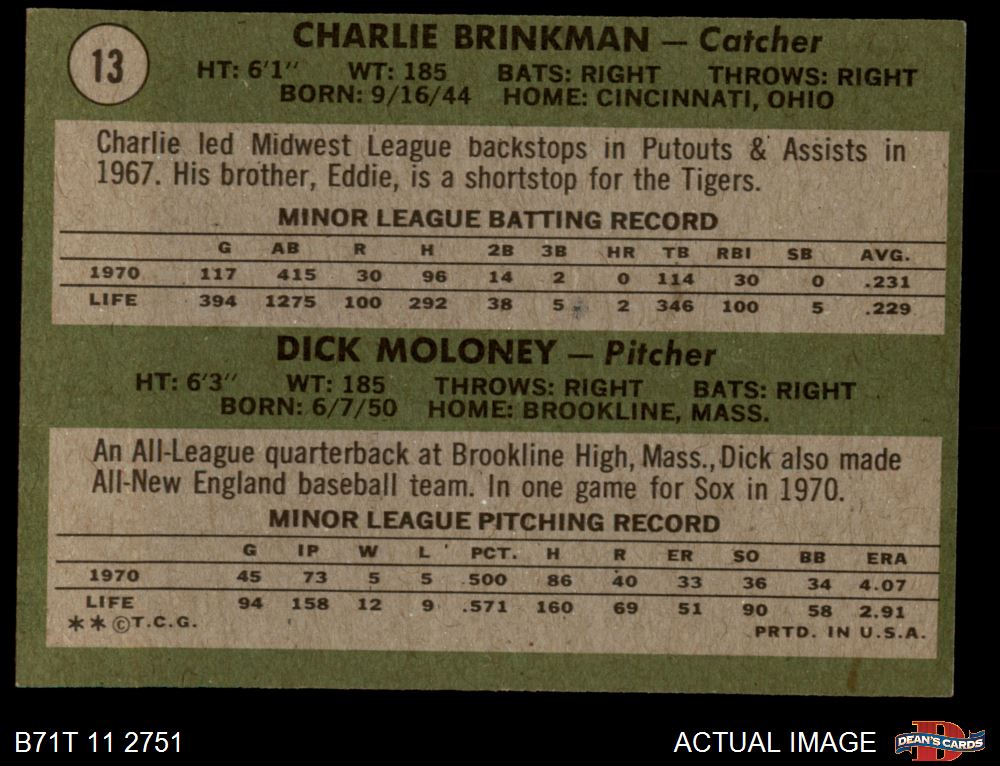 13
CHARLIE BRINKMAN — Catcher
HT: 6'1" WT: 185 BATS: RIGHT THROWS: RIGHT
BORN: 9/16/44 HOME: CINCINNATI, OHIO
Charlie led Midwest League backstops in Putouts & Assists in
1967. His brother, Eddie, is a shortstop for the Tigers.
MINOR LEAGUE BATTING RECORD
G AB R H 2B 3B HR TB RBI SB AVG.
1970 117 415 30 96 14 2 0 114 30 0 .231
LIFE 394 1275 100 292 38 5 2 346 100 5 .229
DICK MOLONEY — Pitcher
HT: 6'3" WT: 185 THROWS: RIGHT BATS: RIGHT
BORN: 6/7/50 HOME: BROOKLINE, MASS.
An All-League quarterback at Brookline High, Mass., Dick also made
All-New England baseball team. In one game for Sox in 1970.
MINOR LEAGUE PITCHING RECORD
G IP W L PCT. H R ER SO BB ERA
1970 45 73 5 5 .500 86 40 33 36 34 4.07
LIFE 94 158 12 9 .571 160 69 51 90 58 2.91
**©T.C.G. PRTD. IN U.S.A.
B71T 11 2751 ACTUAL IMAGE DEAN'S CARDS